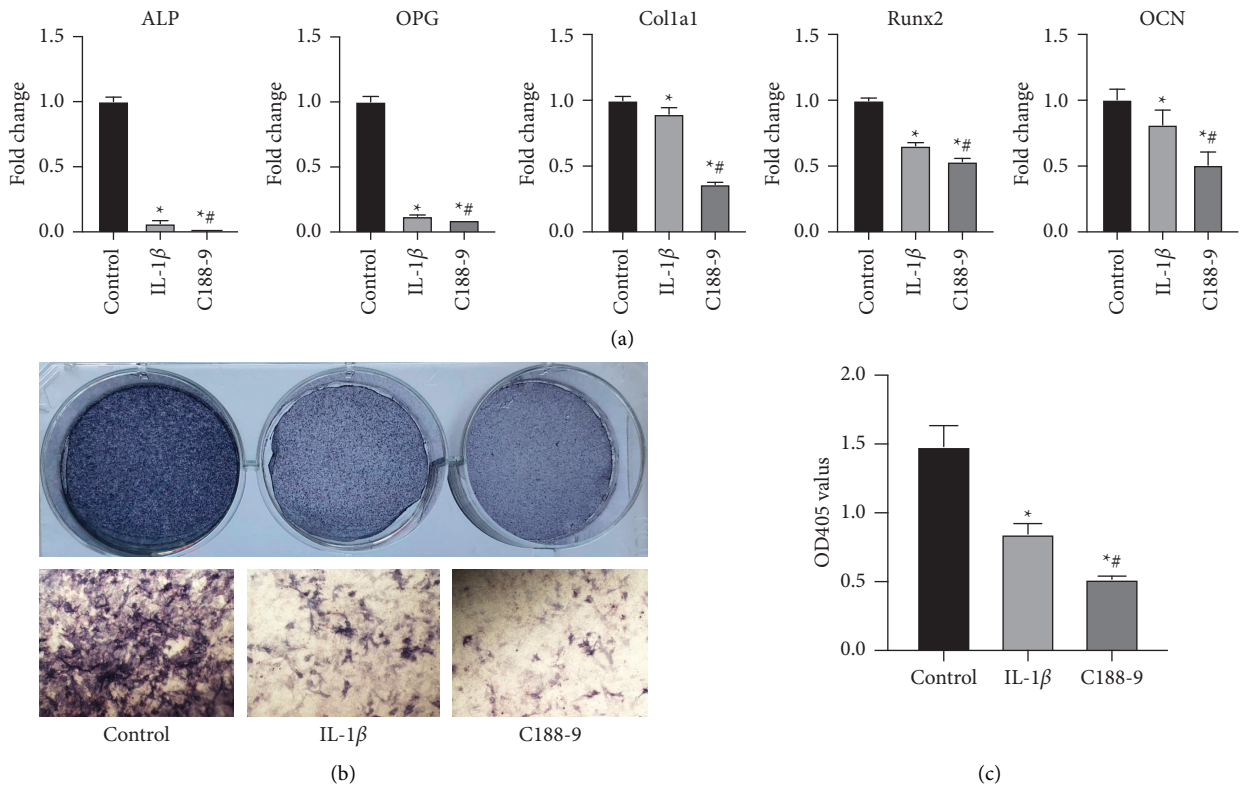 ALP
Fold change
1.5
1.0
0.5
0.0
*
*#
Control
IL-1β
C188-9
OPG
Fold change
1.5
1.0
0.5
0.0
*
*#
Control
IL-1β
C188-9
Col1a1
Fold change
1.5
1.0
0.5
0.0
*
*#
Control
IL-1β
C188-9
Runx2
Fold change
1.5
1.0
0.5
0.0
*
*#
Control
IL-1β
C188-9
OCN
Fold change
1.5
1.0
0.5
0.0
*
*#
Control
IL-1β
C188-9
(a)
Control
IL-1β
C188-9
(b)
OD405 valus
2.0
1.5
1.0
0.5
0.0
*
*#
Control
IL-1β
C188-9
(c)